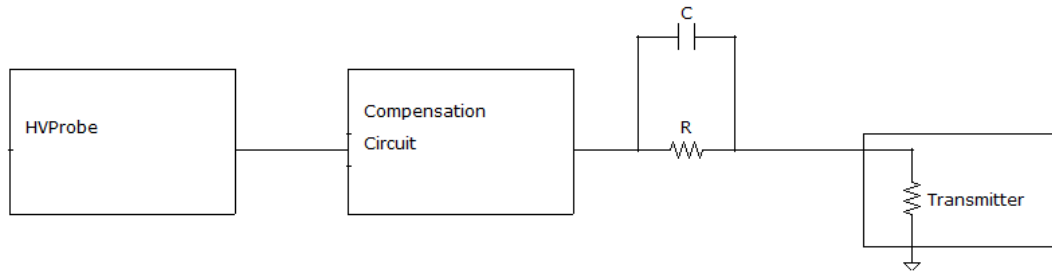 HVProbe
Compensation
Circuit
C
R
Transmitter